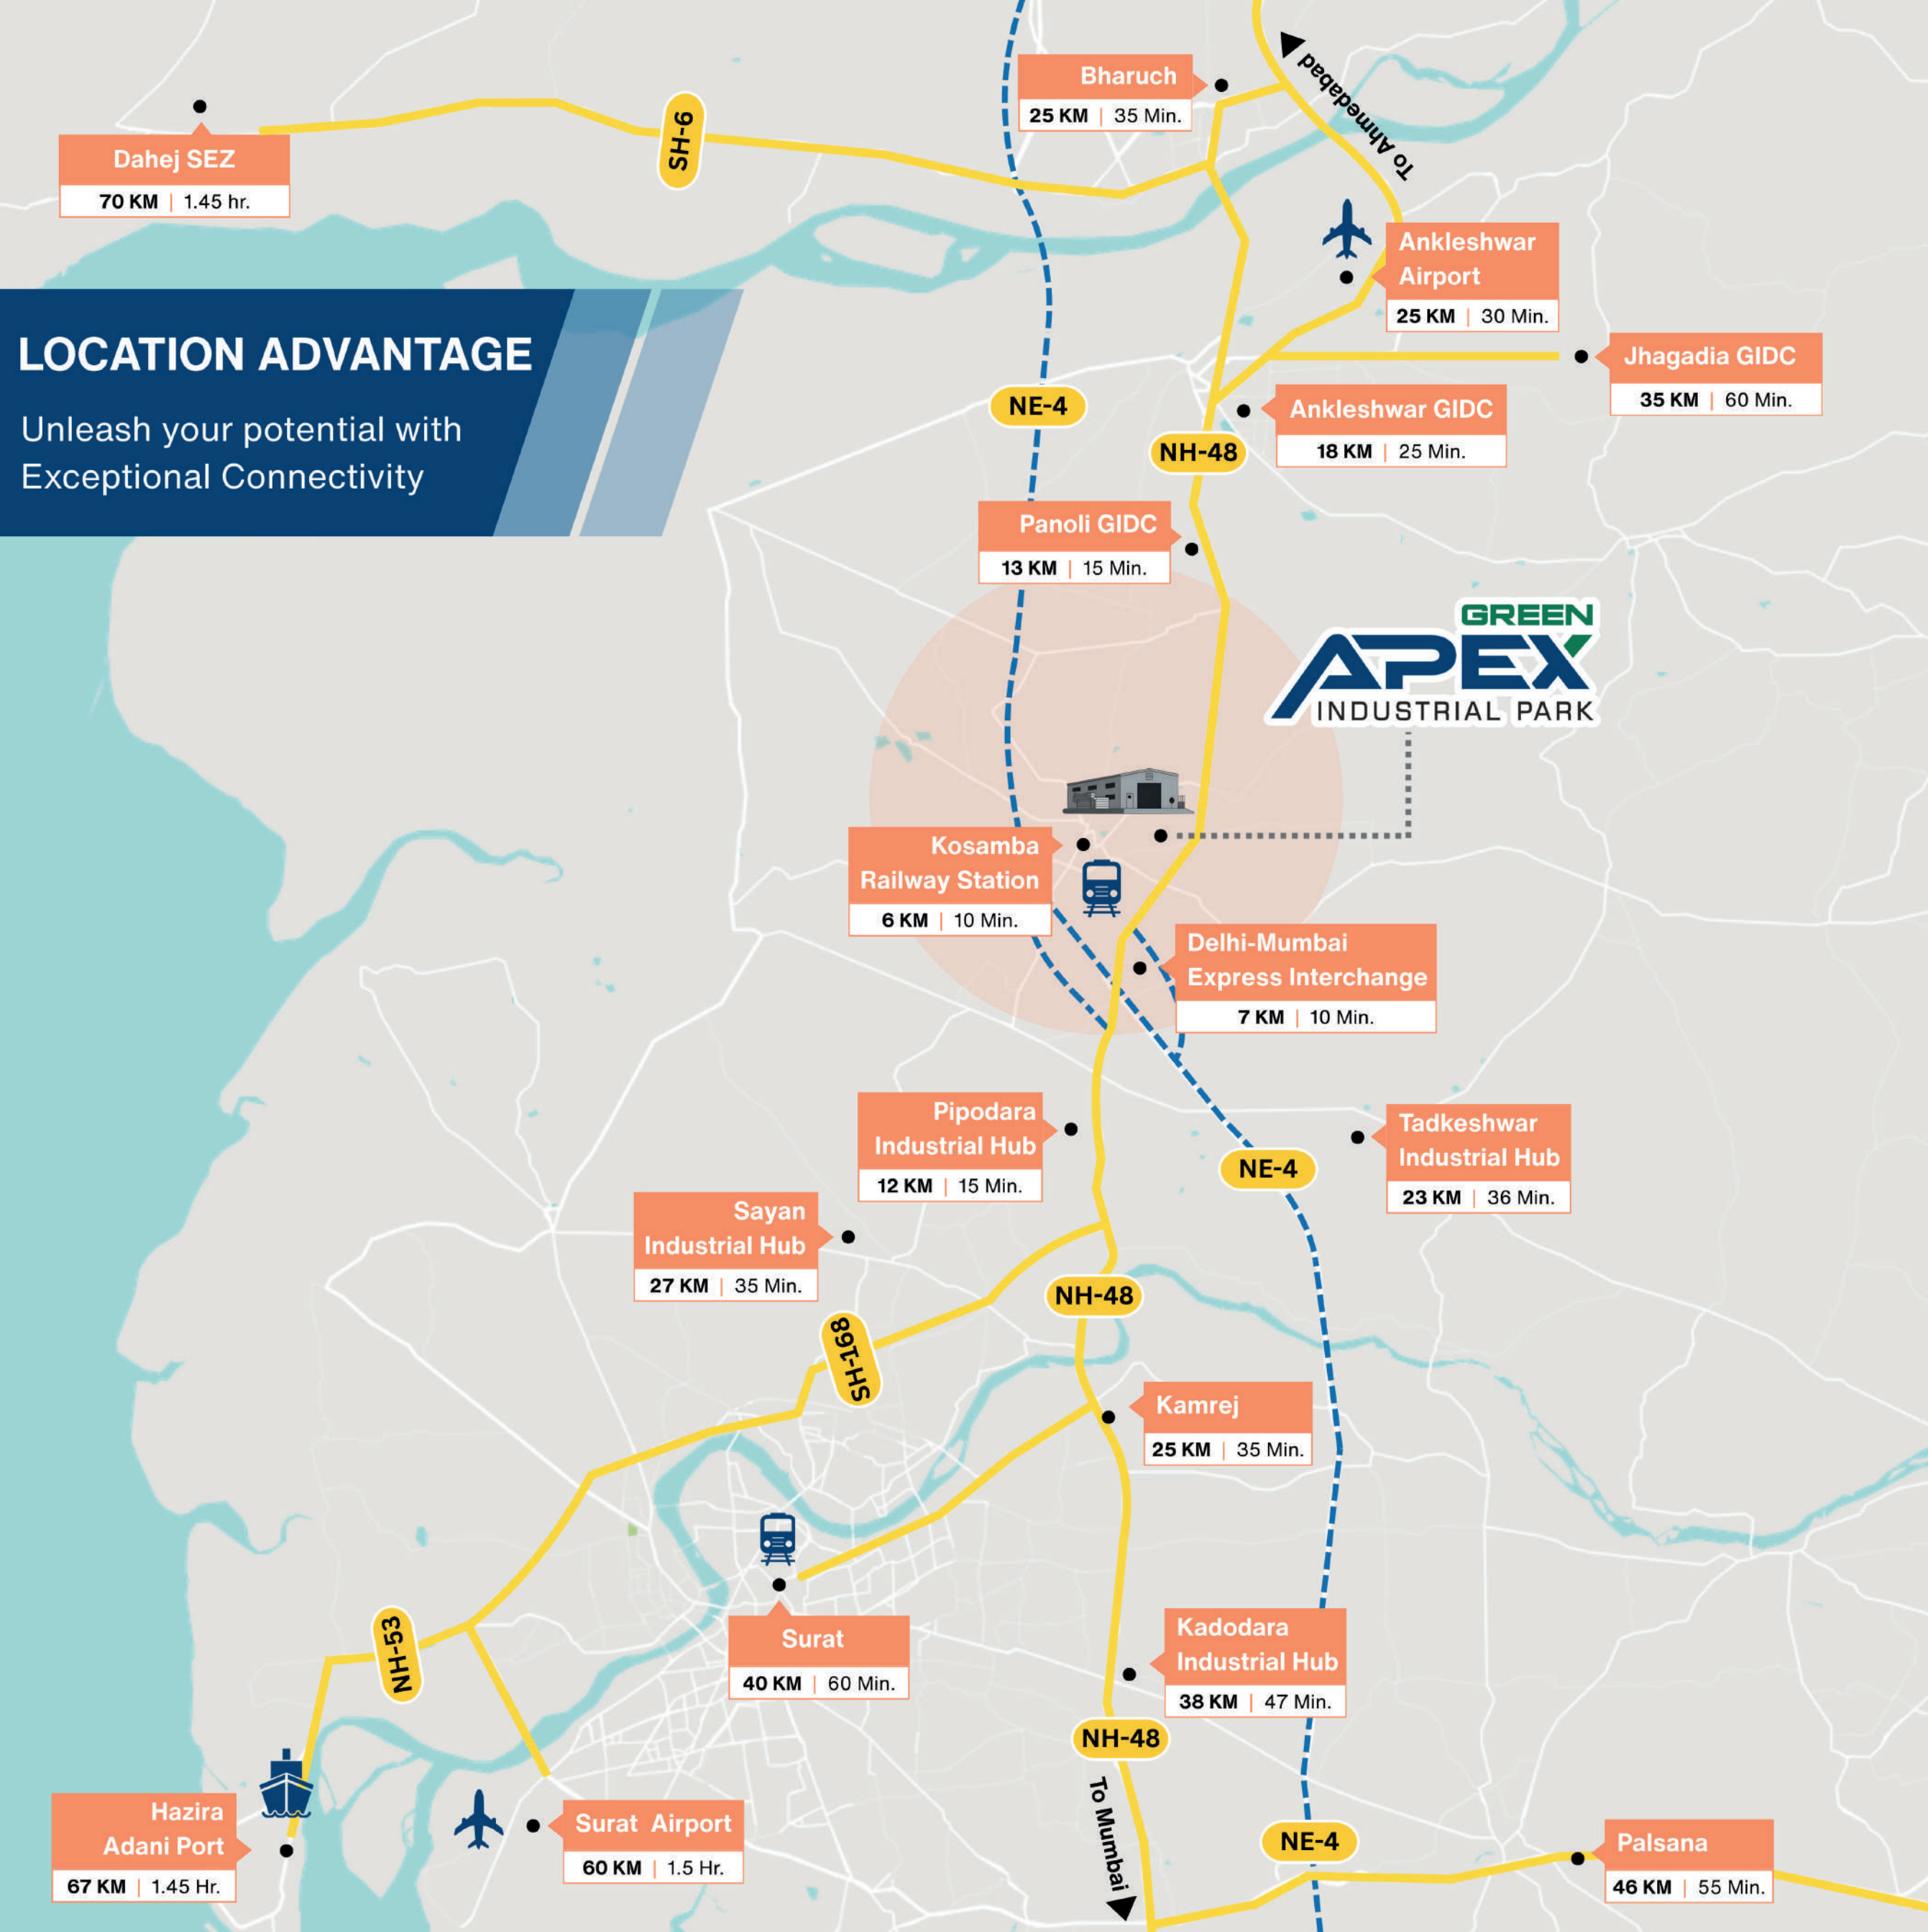 Bharuch
25 KM | 35 Min.
To Ahmedabad
SH-6
Dahej SEZ
70 KM | 1.45 hr.
Ankleshwar
Airport
25 KM | 30 Min.
LOCATION ADVANTAGE
Unleash your potential with
Exceptional Connectivity
Jhagadia GIDC
35 KM | 60 Min.
NE-4
Ankleshwar GIDC
18 KM | 25 Min.
NH-48
Panoli GIDC
13 KM | 15 Min.
GREEN
APEX
INDUSTRIAL PARK
Kosamba
Railway Station
6 KM | 10 Min.
Delhi-Mumbai
Express Interchange
7 KM | 10 Min.
Pipodara
Industrial Hub
12 KM | 15 Min.
Tadkeshwar
Industrial Hub
23 KM | 36 Min.
NE-4
Sayan
Industrial Hub
27 KM | 35 Min.
NH-48
SH-168
Kamrej
25 KM | 35 Min.
Surat
40 KM | 60 Min.
NH-53
Kadodara
Industrial Hub
38 KM | 47 Min.
NH-48
To Mumbai
Hazira
Adani Port
67 KM | 1.45 Hr.
Surat Airport
60 KM | 1.5 Hr.
NE-4
Palsana
46 KM | 55 Min.